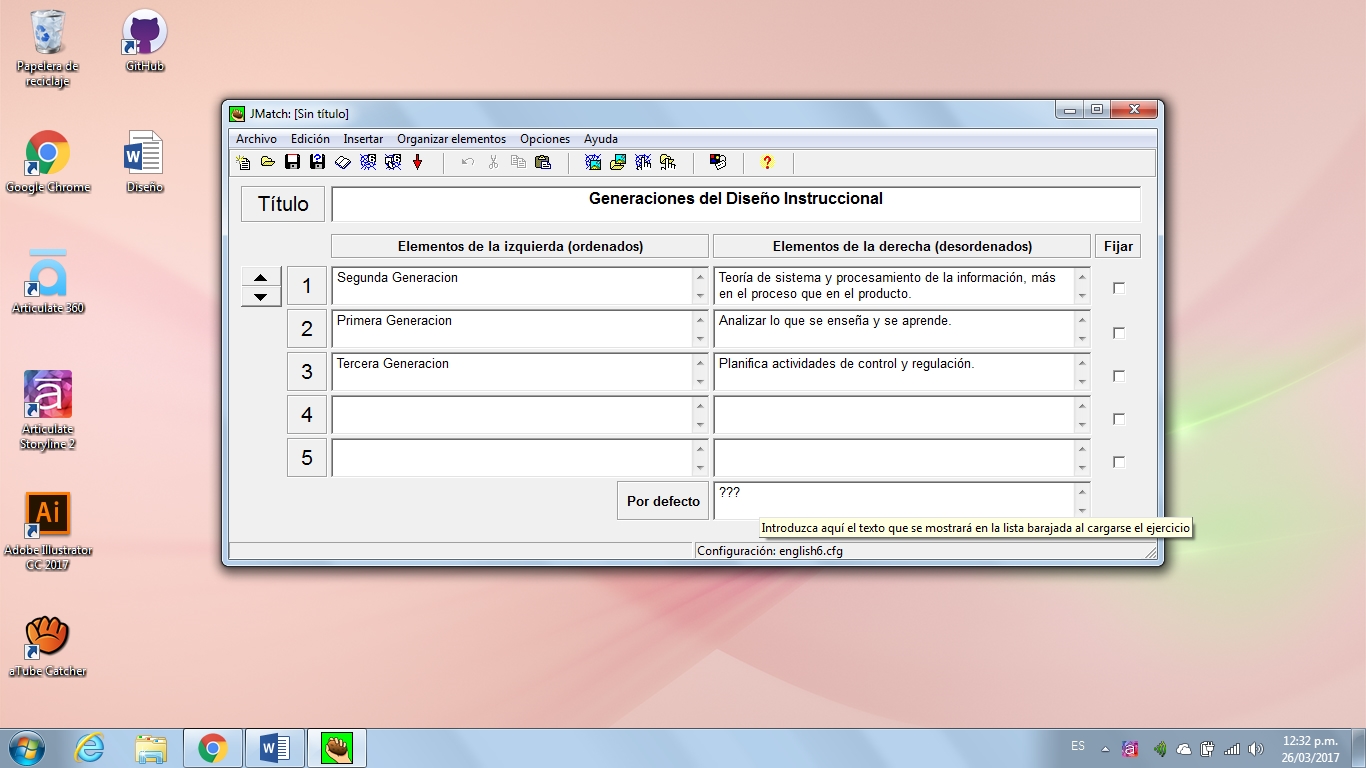 Papelera de
reciclaje
GitHub
Google Chrome
Diseño
Articulate 360
Articulate
Storyline 2
Ai
Adobe Illustrator
CC 2017
aTube Catcher
JMatch: [Sin título]
Archivo Edición Insertar Organizar elementos Opciones Ayuda
Título
Generaciones del Diseño Instruccional
Elementos de la izquierda (ordenados) Elementos de la derecha (desordenados) Fijar
1 Segunda Generacion
Teoría de sistema y procesamiento de la información, más
en el proceso que en el producto.
2 Primera Generacion
Analizar lo que se enseña y se aprende.
3 Tercera Generacion
Planifica actividades de control y regulación.
4
5
Por defecto
???
Introduzca aquí el texto que se mostrará en la lista barajada al cargarse el ejercicio
Configuración: english6.cfg
ES
12:32 p.m.
26/03/2017